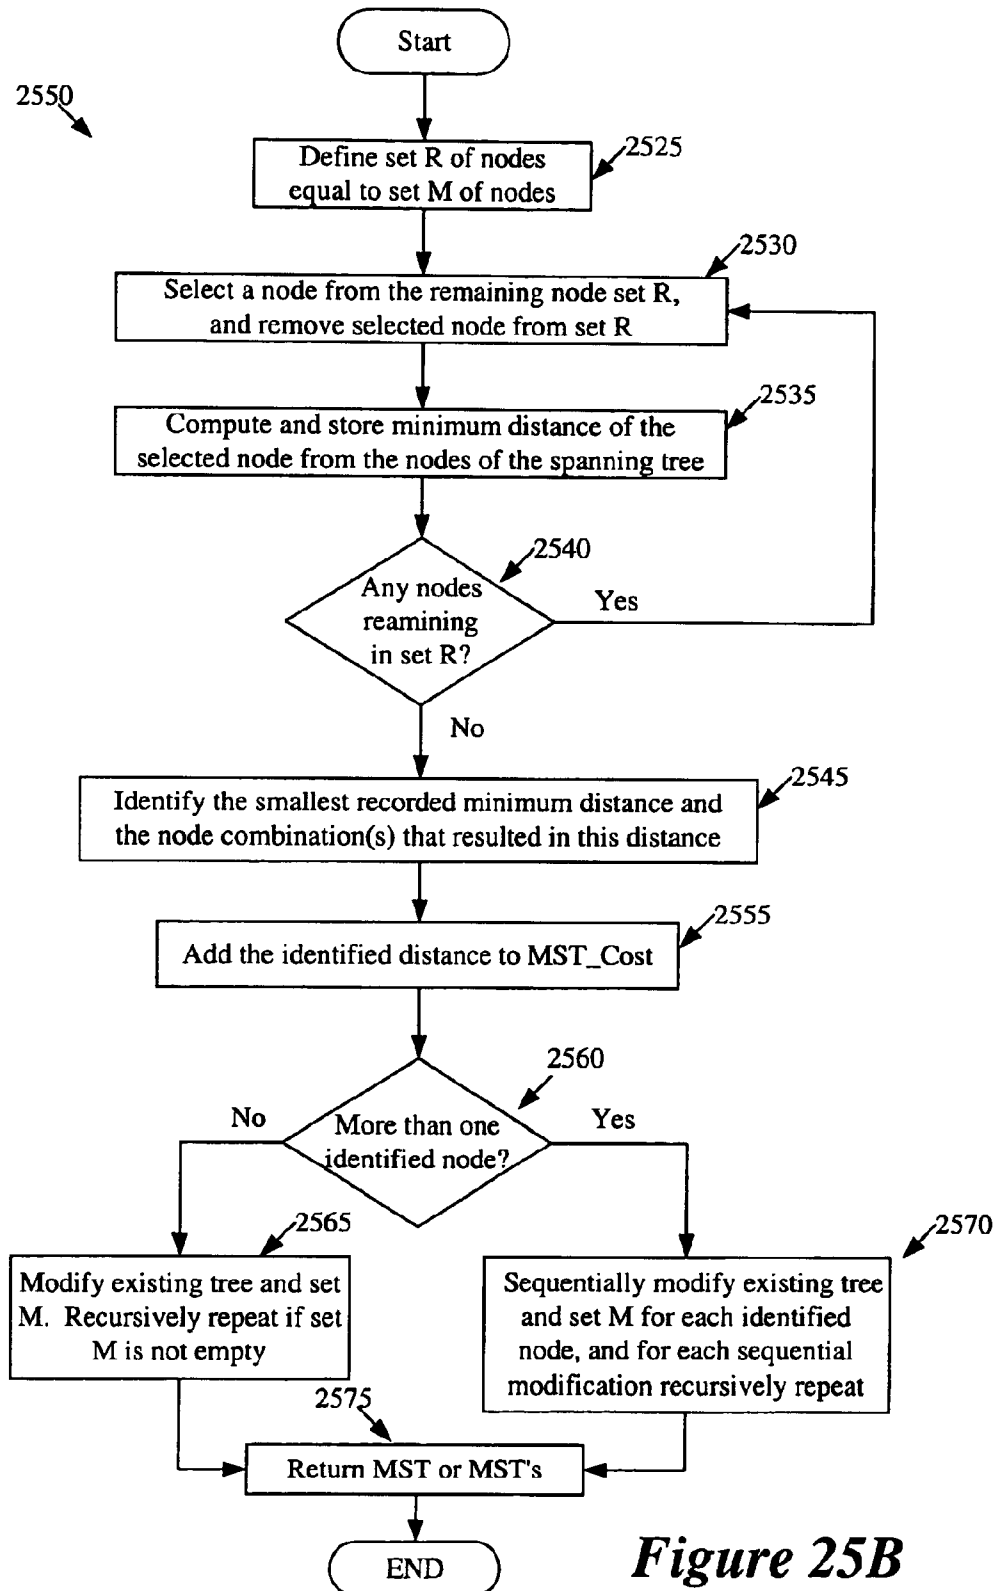 Start
2550
2525
Define set R of nodes
equal to set M of nodes
2530
Select a node from the remaining node set R,
and remove selected node from set R
2535
Compute and store minimum distance of the
selected node from the nodes of the spanning tree
2540
Any nodes
reamining
in set R?
Yes
No
2545
Identify the smallest recorded minimum distance and
the node combination(s) that resulted in this distance
2555
Add the identified distance to MST_Cost
2560
No
More than one
identified node?
Yes
2565
2570
Modify existing tree and set
M. Recursively repeat if set
M is not empty
Sequentially modify existing tree
and set M for each identified
node, and for each sequential
modification recursively repeat
2575
Return MST or MST's
END
Figure 25B